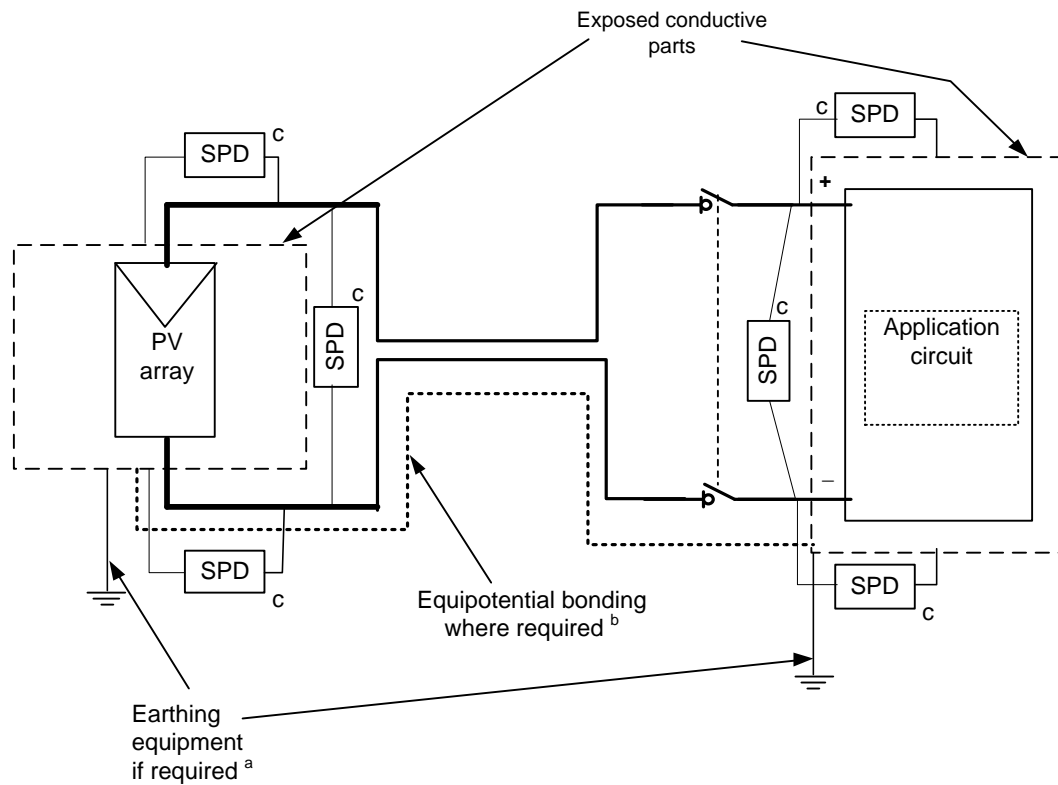 Exposed conductive
parts
c
SPD
c
SPD
+
PV
array
c
SPD
c
SPD
Application
circuit
–
SPD
c
SPD
c
Equipotential bonding
where required b
Earthing
equipment
if required a